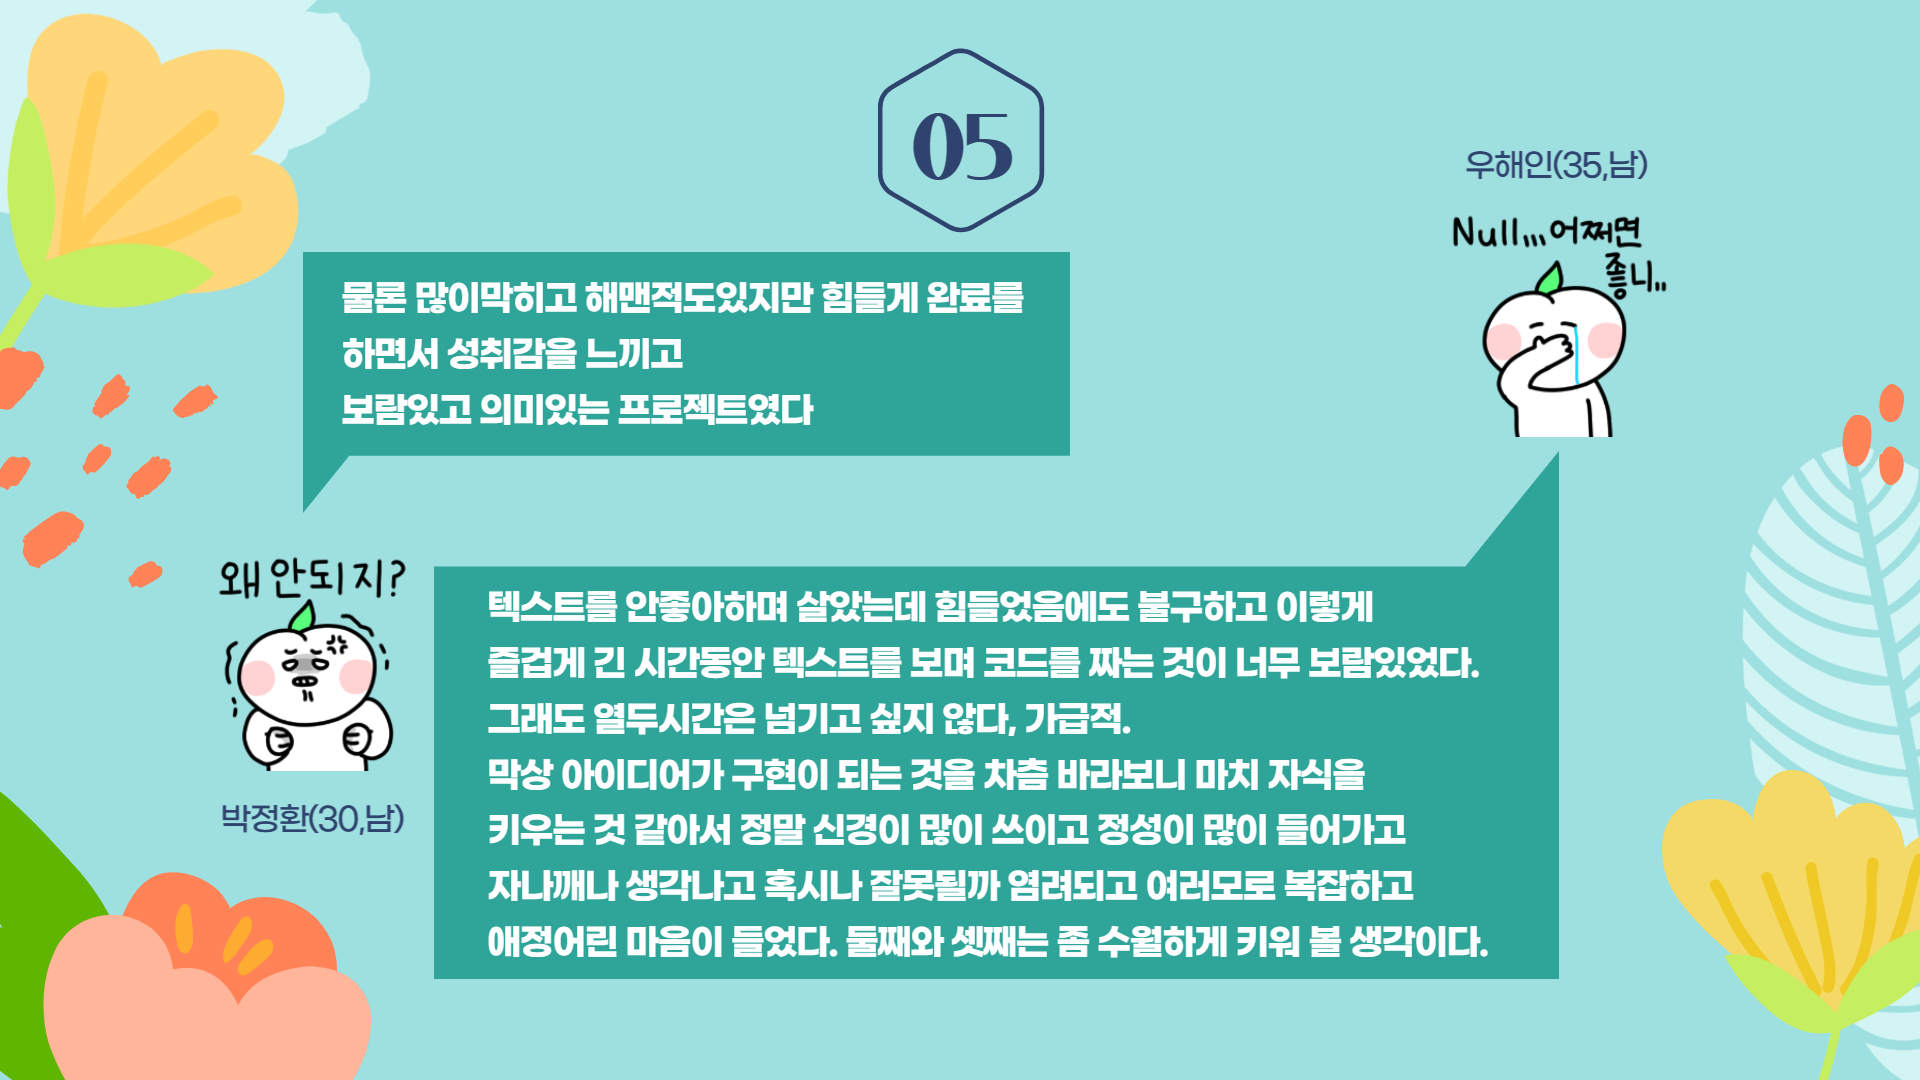 05
우해인(35,남)
Null... 어쩌면
좋니..
물론 많이막히고 해맨적도있지만 힘들게 완료를
하면서 성취감을 느끼고
보람있고 의미있는 프로젝트였다
왜 안되지?
박정환(30,남)
텍스트를 안좋아하며 살았는데 힘들었음에도 불구하고 이렇게
즐겁게 긴 시간동안 텍스트를 보며 코드를 짜는 것이 너무 보람있었다.
그래도 열두시간은 넘기고 싶지 않다, 가급적.
막상 아이디어가 구현이 되는 것을 차츰 바라보니 마치 자식을
키우는 것 같아서 정말 신경이 많이 쓰이고 정성이 많이 들어가고
자나깨나 생각나고 혹시나 잘못될까 염려되고 여러모로 복잡하고
애정어린 마음이 들었다. 둘째와 셋째는 좀 수월하게 키워 볼 생각이다.